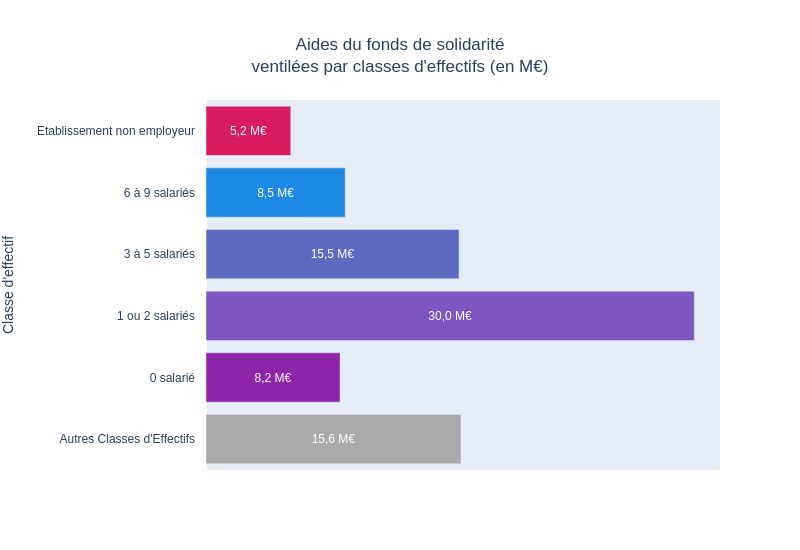 Aides du fonds de solidarité
ventilées par classes d'effectifs (en M€)
Classe d'effectif
Etablissement non employeur
5,2 M€
6 à 9 salariés
8,5 M€
3 à 5 salariés
15,5 M€
1 ou 2 salariés
30,0 M€
0 salarié
8,2 M€
Autres Classes d'Effectifs
15,6 M€